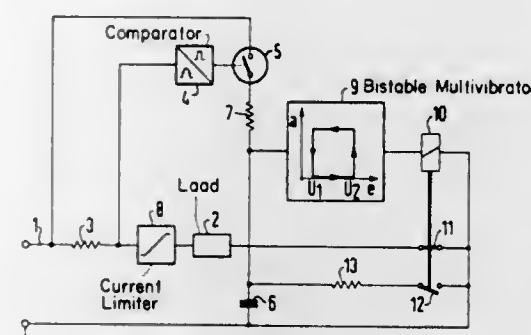 Comparator
5
4
7
9 Bistable Multivibrato
10
a
U1 U2 e
Load
1
3
8
2
11
13
Current
Limiter
6
12